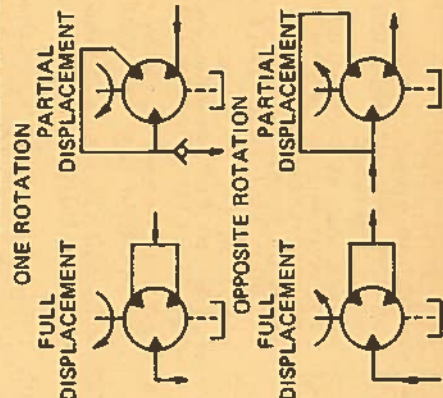 ONE ROTATION
FULL
DISPLACEMENT
PARTIAL
DISPLACEMENT
OPPOSITE ROTATION
FULL
DISPLACEMENT
PARTIAL
DISPLACEMENT